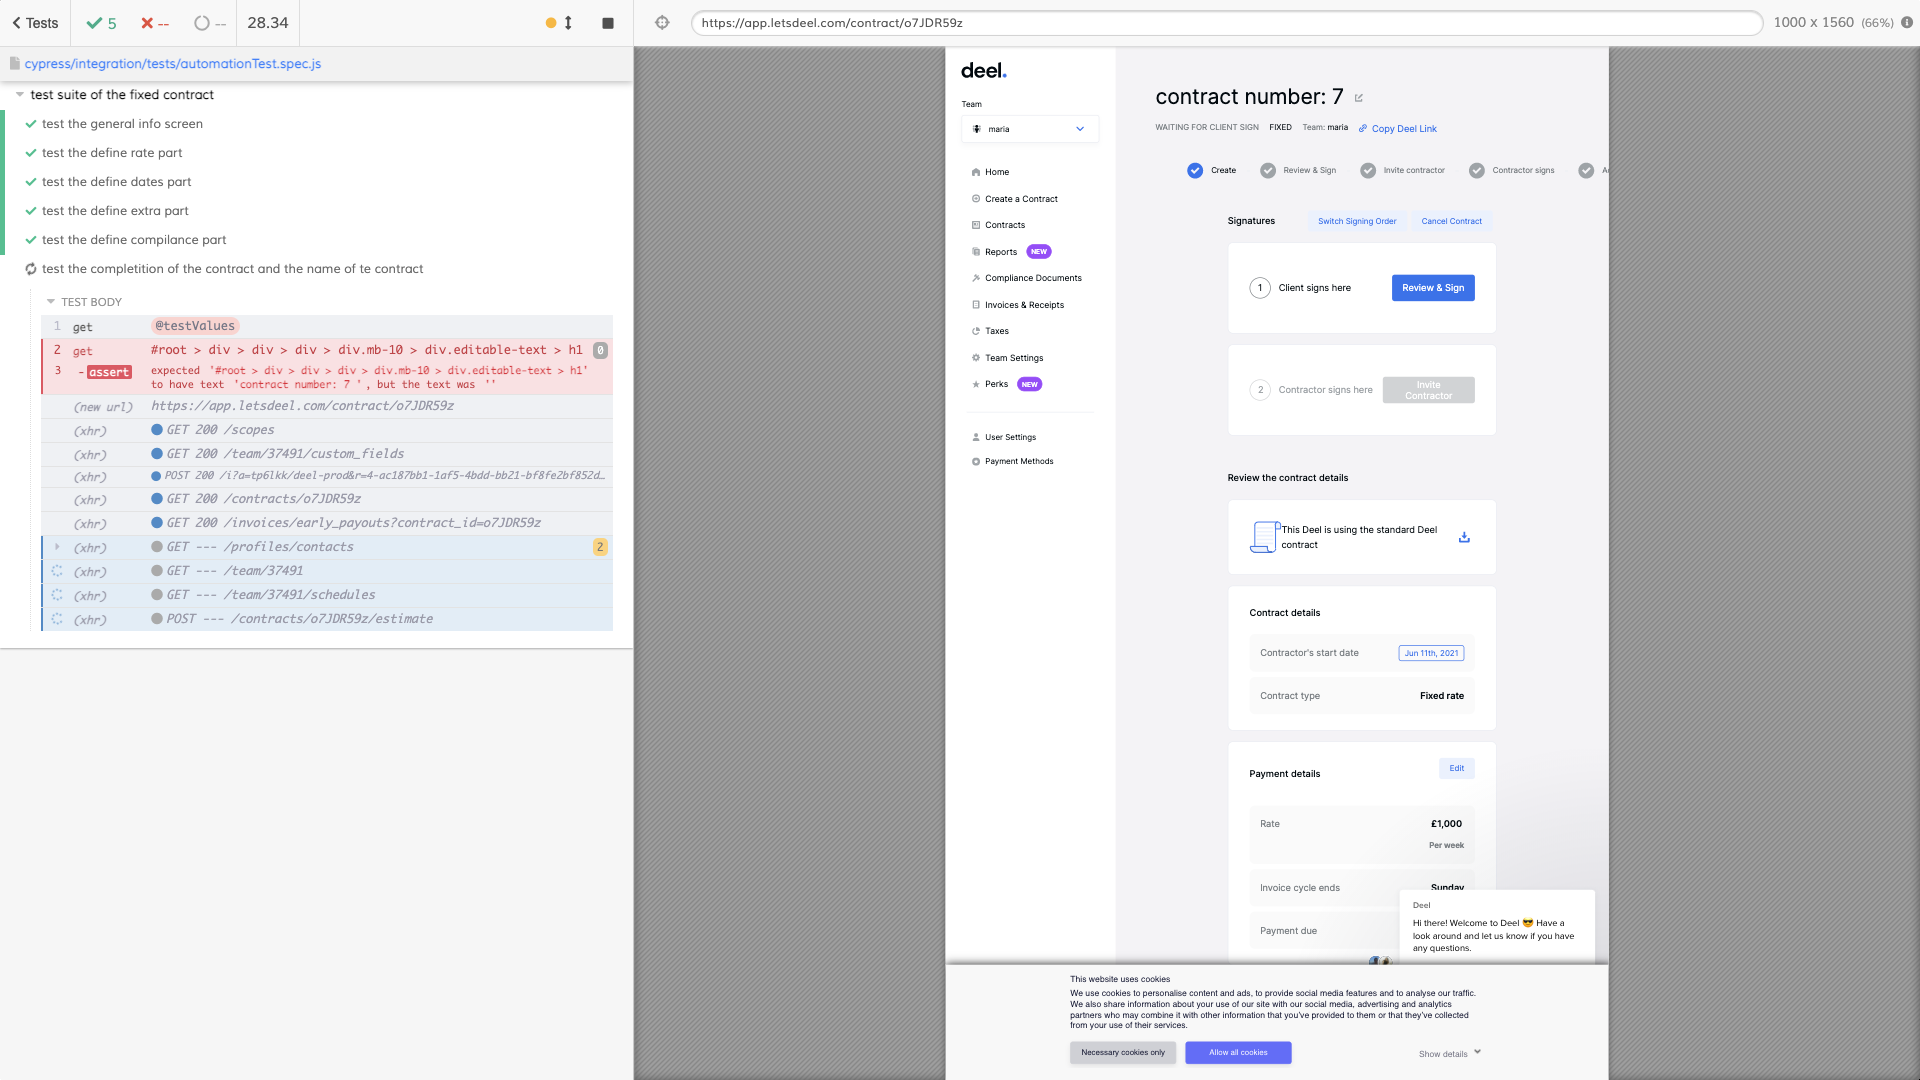 Tests
5
--
--
28.34
https://app.letsdeel.com/contract/o7JDR59z
1000 x 1560 (66%)
cypress/integration/tests/automationTest.spec.js
test suite of the fixed contract
test the general info screen
test the define rate part
test the define dates part
test the define extra part
test the define compilance part
test the completition of the contract and the name of te contract
TEST BODY
1 get @testValues
2 get #root > div > div > div > div.mb-10 > div.editable-text > h1 0
3 -assert expected '#root > div > div > div > div.mb-10 > div.editable-text > h1'
to have text 'contract number: 7 ', but the text was ''
(new url) https://app.letsdeel.com/contract/o7JDR59z
(xhr) GET 200 /scopes
(xhr) GET 200 /team/37491/custom_fields
(xhr) POST 200 /i?a=tp6lkk/deel-prod&r=4-ac187bb1-1af5-4bdd-bb21-bf8fe2bf852d…
(xhr) GET 200 /contracts/o7JDR59z
(xhr) GET 200 /invoices/early_payouts?contract_id=o7JDR59z
(xhr) GET --- /profiles/contacts 2
(xhr) GET --- /team/37491
(xhr) GET --- /team/37491/schedules
(xhr) POST --- /contracts/o7JDR59z/estimate
deel.
Team
maria
Home
Create a Contract
Contracts
Reports NEW
Compliance Documents
Invoices & Receipts
Taxes
Team Settings
Perks NEW
User Settings
Payment Methods
contract number: 7
WAITING FOR CLIENT SIGN FIXED Team: maria Copy Deel Link
Create Review & Sign Invite contractor Contractor signs
Signatures Switch Signing Order Cancel Contract
1 Client signs here Review & Sign
2 Contractor signs here Invite
Contractor
Review the contract details
This Deel is using the standard Deel
contract
Contract details
Contractor's start date Jun 11th, 2021
Contract type Fixed rate
Payment details Edit
Rate £1,000
Per week
Invoice cycle ends Sunday
Payment due
Deel
Hi there! Welcome to Deel 😎 Have a
look around and let us know if you have
any questions.
This website uses cookies
We use cookies to personalise content and ads, to provide social media features and to analyse our traffic.
We also share information about your use of our site with our social media, advertising and analytics
partners who may combine it with other information that you've provided to them or that they've collected
from your use of their services.
Necessary cookies only Allow all cookies Show details